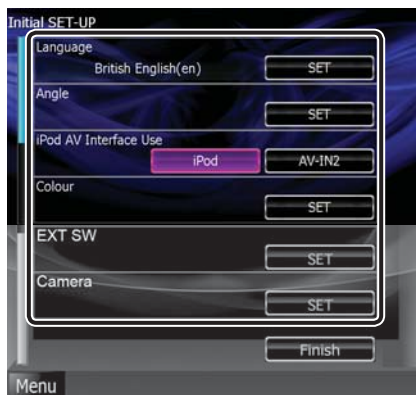 Initial SET-UP
Language
British English(en) SET
Angle
SET
iPod AV Interface Use
iPod AV-IN2
Colour
SET
EXT SW
SET
Camera
SET
Finish
Menu